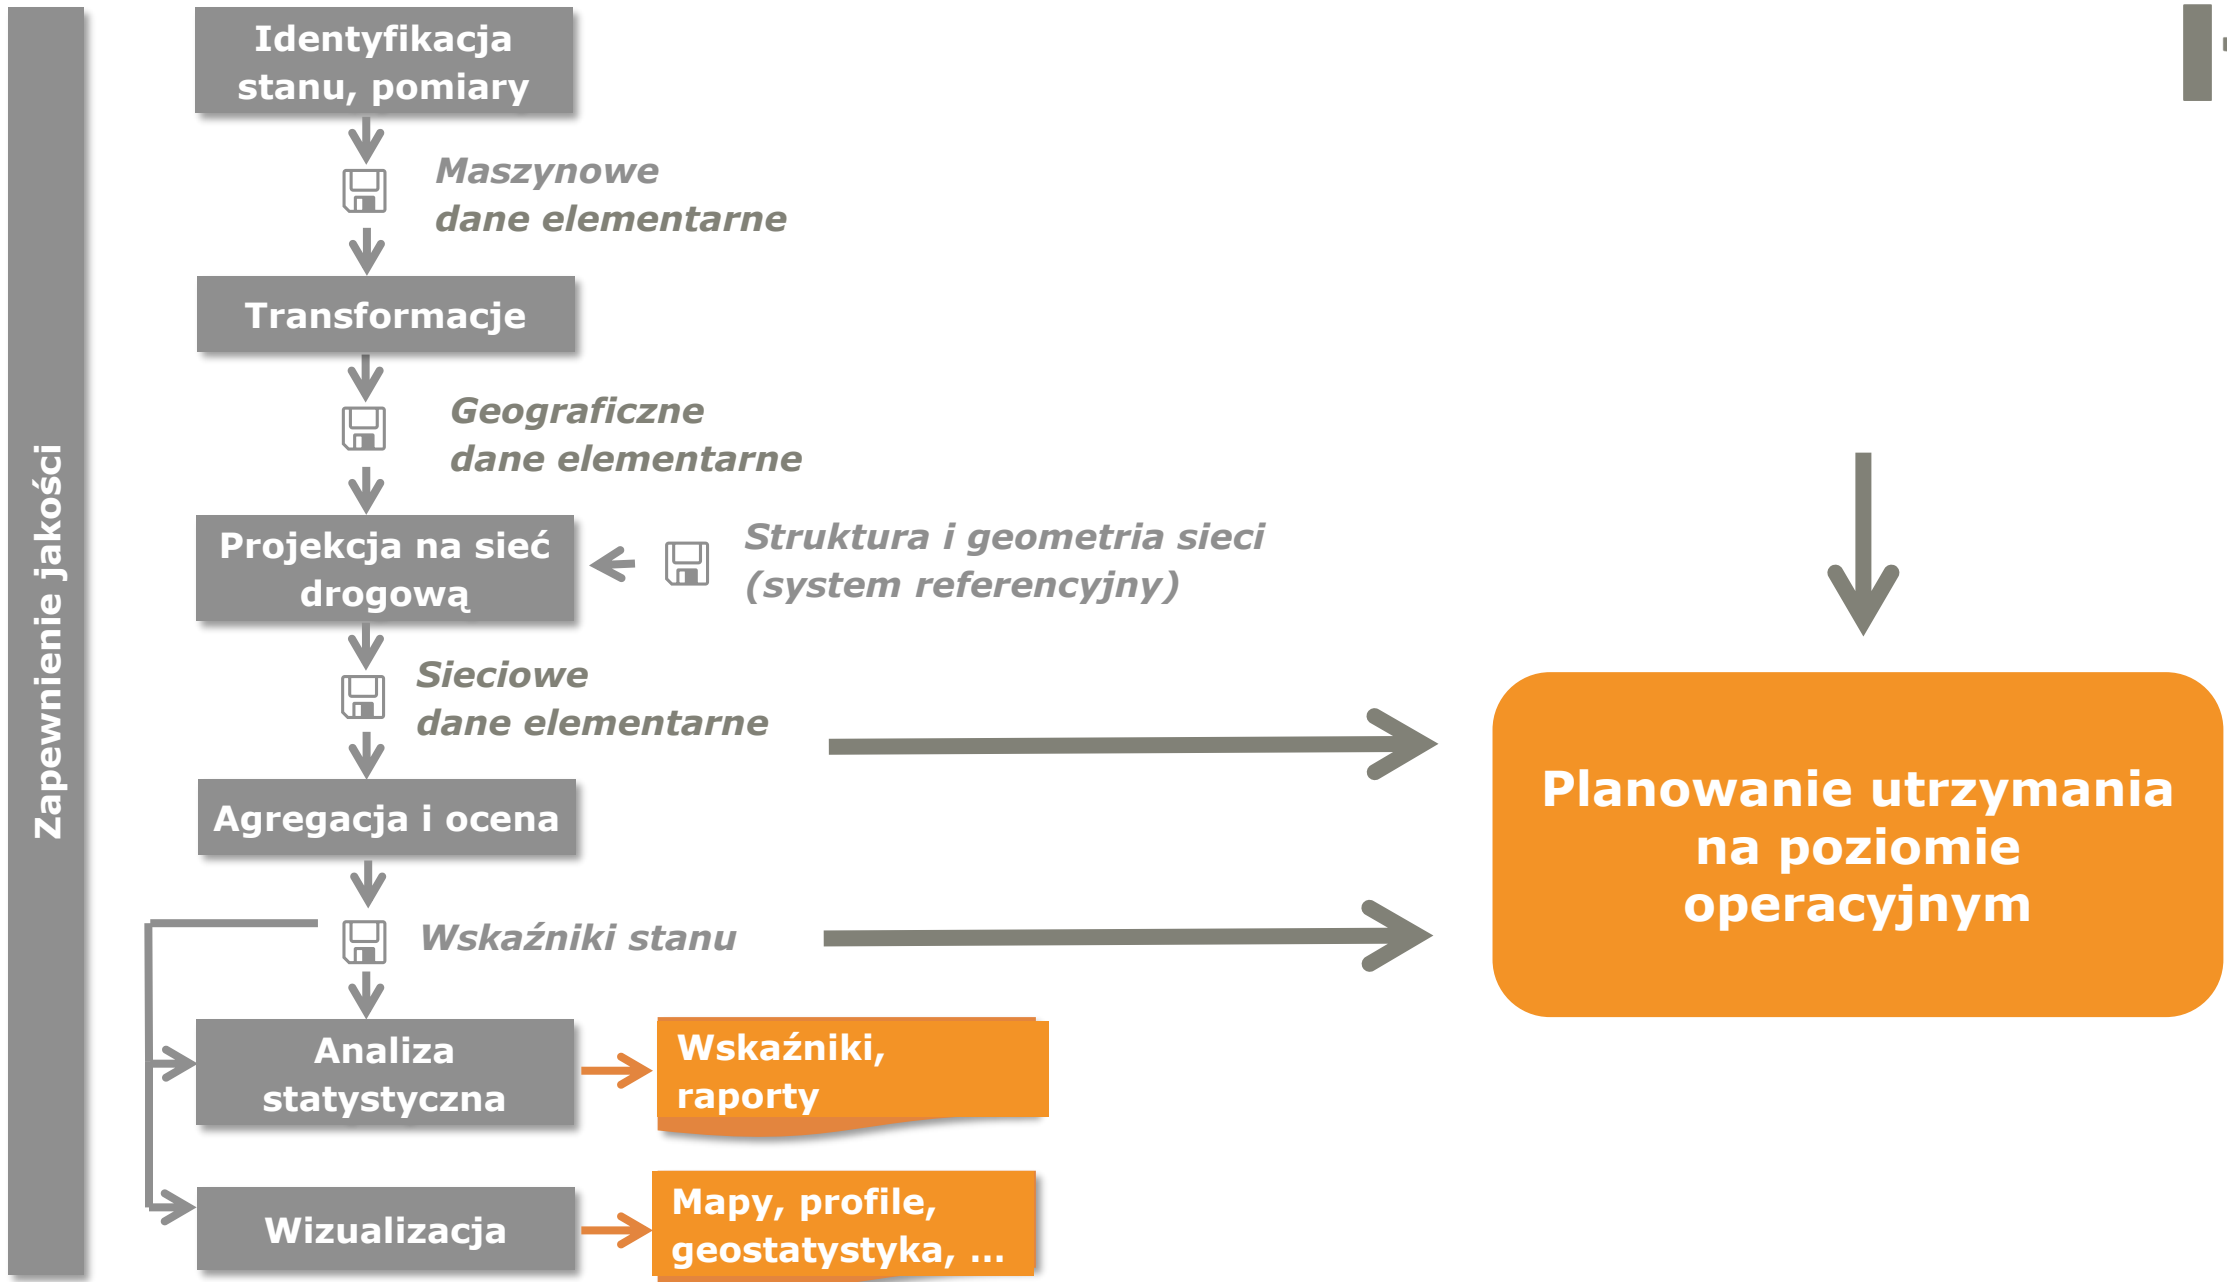 Zapewnienie jakości
Identyfikacja
stanu, pomiary
Maszynowe
dane elementarne
Transformacje
Geograficzne
dane elementarne
Projekcja na sieć
drogową
Struktura i geometria sieci
(system referencyjny)
Sieciowe
dane elementarne
Agregacja i ocena
Planowanie utrzymania
na poziomie
operacyjnym
Wskaźniki stanu
Analiza
statystyczna
Wskaźniki,
raporty
Wizualizacja
Mapy, profile,
geostatystyka, ...